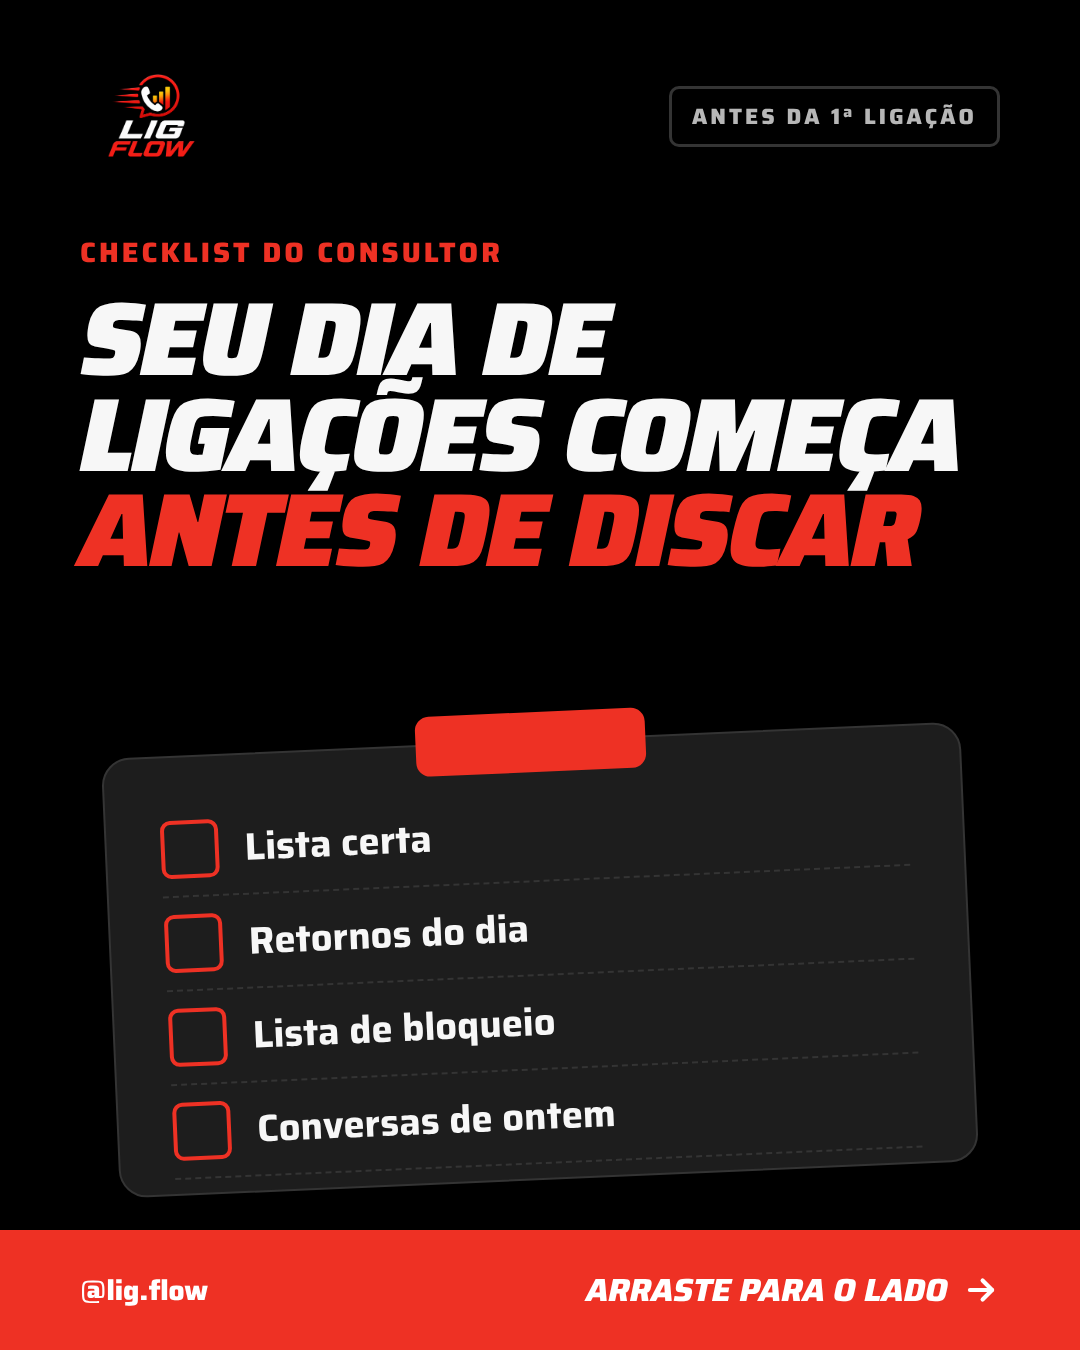 LIG
FLOW
ANTES DA 1ª LIGAÇÃO
CHECKLIST DO CONSULTOR
SEU DIA DE
LIGAÇÕES COMEÇA
ANTES DE DISCAR
Lista certa
Retornos do dia
Lista de bloqueio
Conversas de ontem
@lig.flow
ARRASTE PARA O LADO →